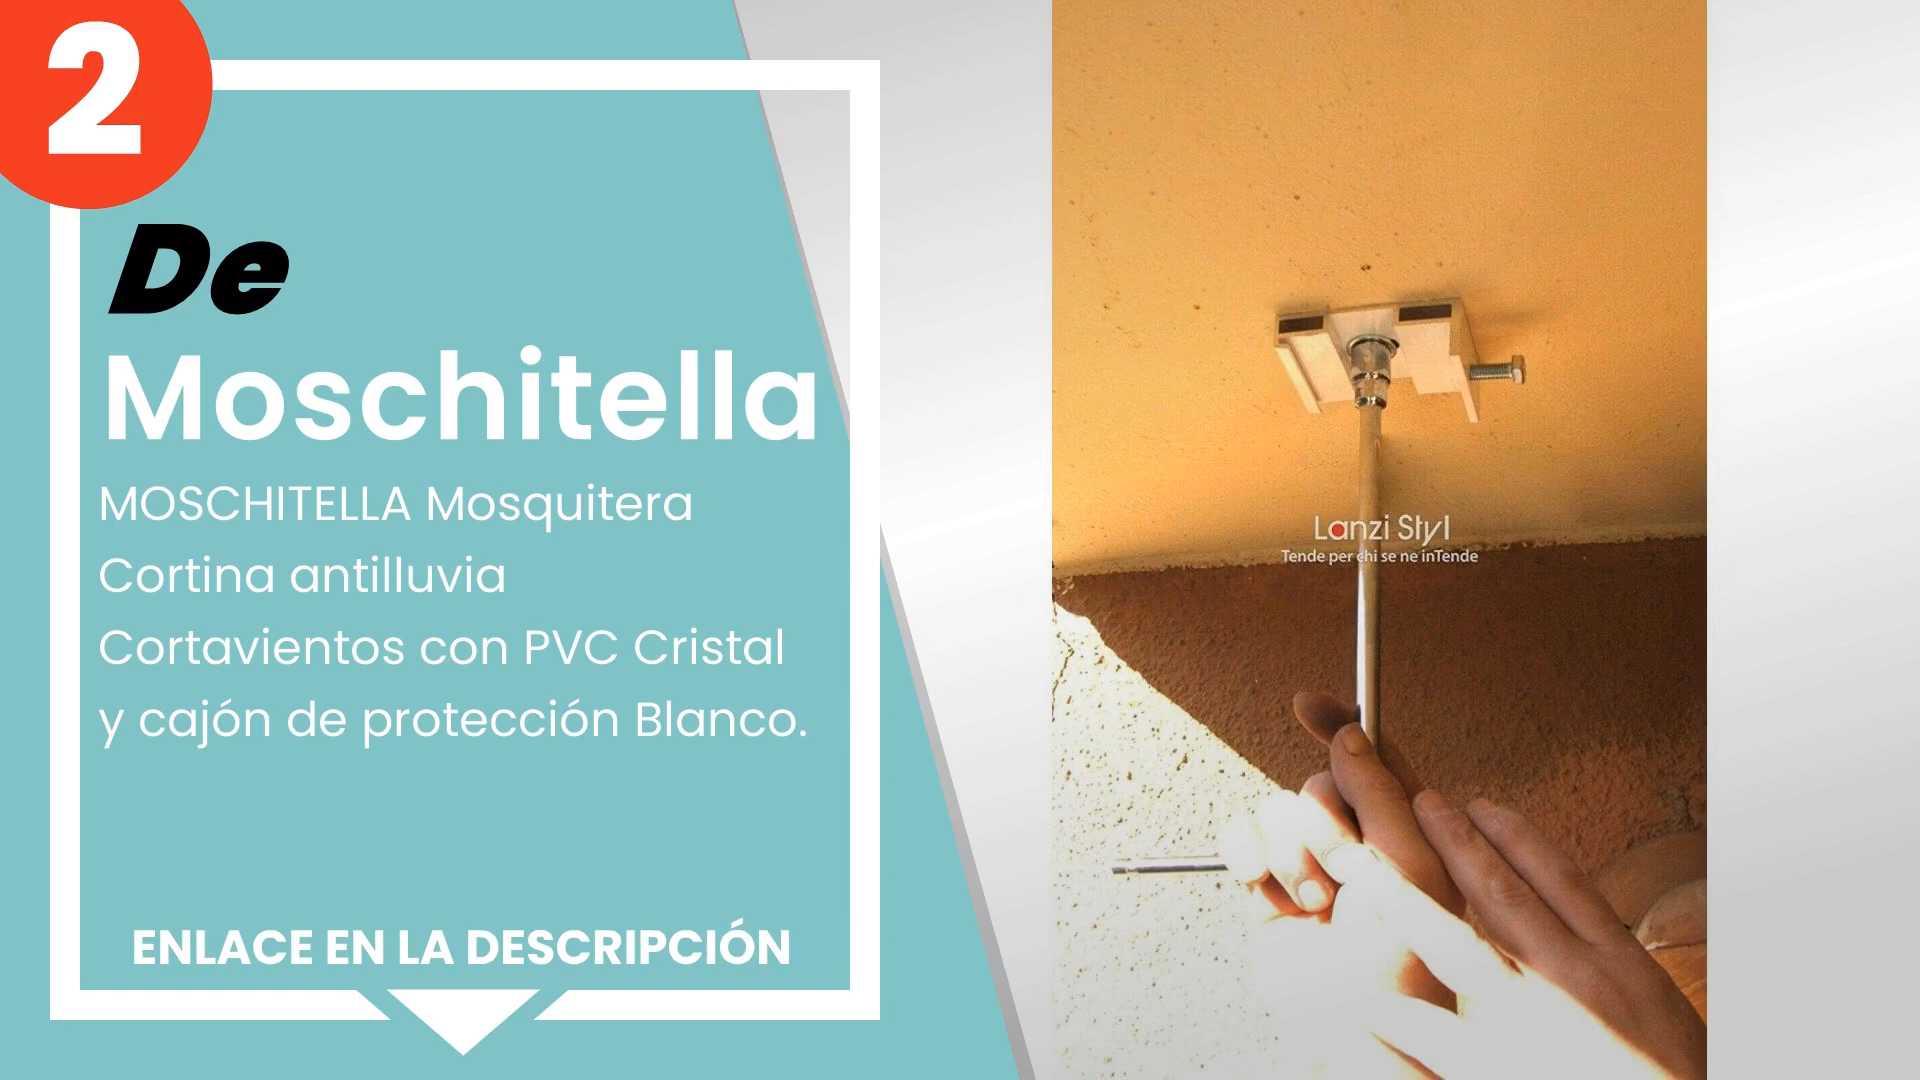 2
De
Moschitella
MOSCHITELLA Mosquitera
Cortina antilluvia
Cortavientos con PVC Cristal
y cajón de protección Blanco.
ENLACE EN LA DESCRIPCIÓN
Lanzi Styl
Tende per chi se ne inTende